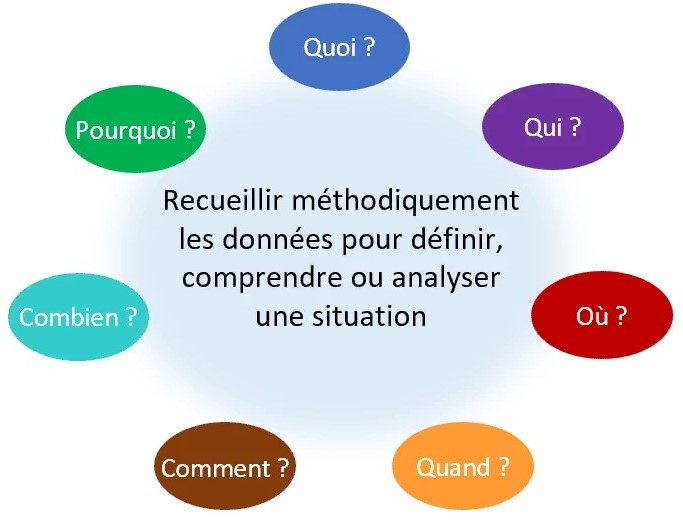 Quoi ?
Pourquoi ?
Qui ?
Recueillir méthodiquement
les données pour définir,
comprendre ou analyser
une situation
Combien ?
Où ?
Comment ?
Quand ?